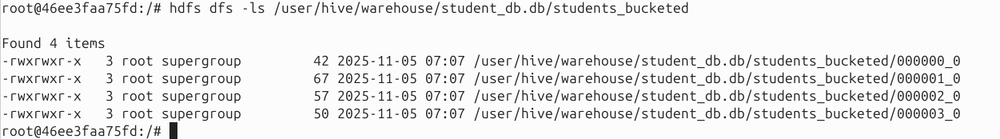 root@46ee3faa75fd:/# hdfs dfs -ls /user/hive/warehouse/student_db.db/students_bucketed
Found 4 items
-rwxrwxr-x   3 root supergroup         42 2025-11-05 07:07 /user/hive/warehouse/student_db.db/students_bucketed/000000_0
-rwxrwxr-x   3 root supergroup         67 2025-11-05 07:07 /user/hive/warehouse/student_db.db/students_bucketed/000001_0
-rwxrwxr-x   3 root supergroup         57 2025-11-05 07:07 /user/hive/warehouse/student_db.db/students_bucketed/000002_0
-rwxrwxr-x   3 root supergroup         50 2025-11-05 07:07 /user/hive/warehouse/student_db.db/students_bucketed/000003_0
root@46ee3faa75fd:/#